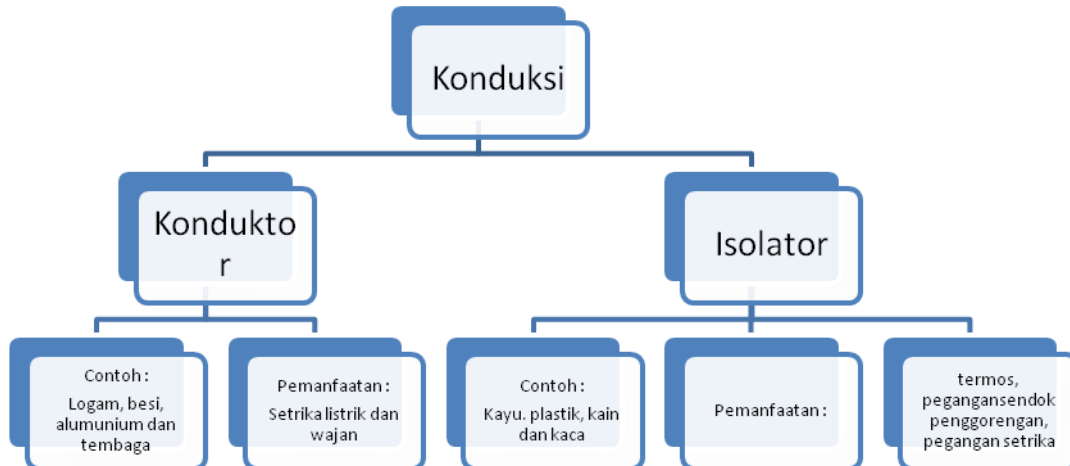 Konduksi
Kondukto
r
Isolator
Contoh :
Logam, besi,
alumunium dan
tembaga
Pemanfaatan :
Setrika listrik dan
wajan
Contoh :
Kayu. plastik, kain
dan kaca
Pemanfaatan :
termos,
pegangansendok
penggorengan,
pegangan setrika